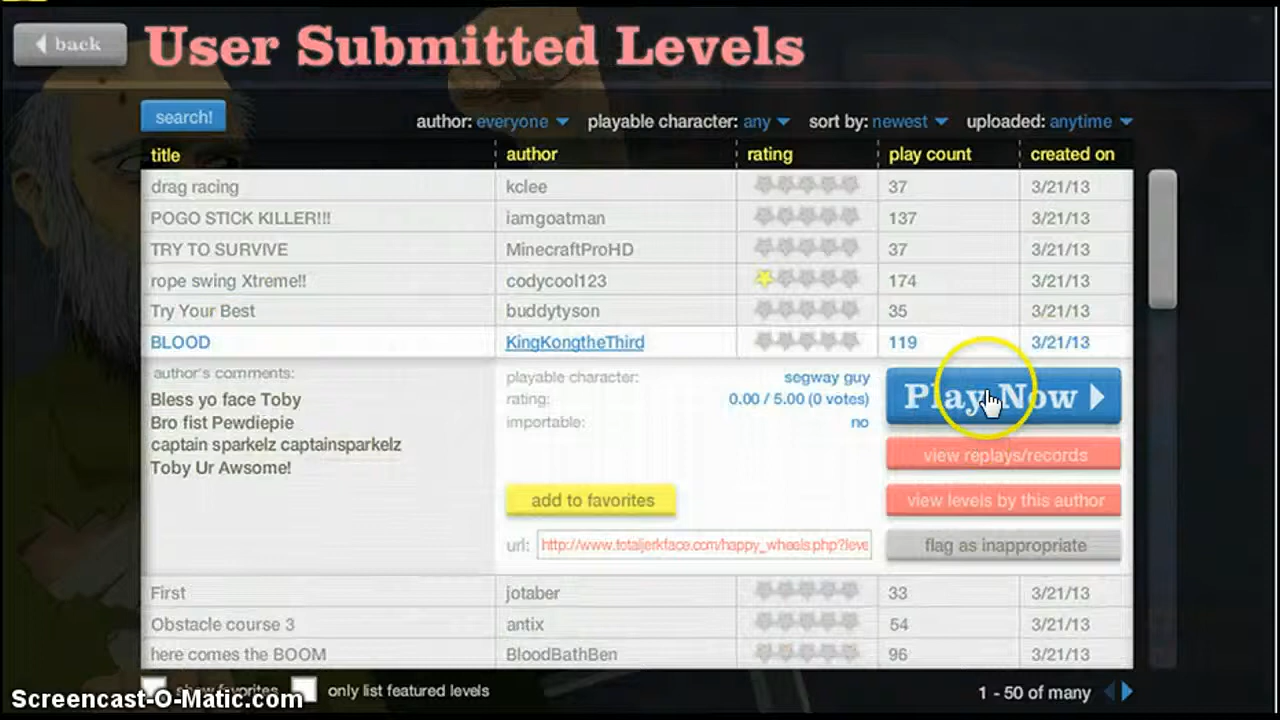 back
User Submitted Levels
search!
author: everyone playable character: any sort by: newest uploaded: anytime
title author rating play count created on
drag racing kclee 37 3/21/13
POGO STICK KILLER!!! iamgoatman 137 3/21/13
TRY TO SURVIVE MinecraftProHD 37 3/21/13
rope swing Xtreme!! codycool123 174 3/21/13
Try Your Best buddytyson 35 3/21/13
BLOOD KingKongtheThird 119 3/21/13
author's comments:
Bless yo face Toby
Bro fist Pewdiepie
captain sparkelz captainsparkelz
Toby Ur Awsome!
playable character: segway guy
rating: 0.00 / 5.00 (0 votes)
importable: no
add to favorites
url: http://www.totaljerkface.com/happy_wheels.php?leve
Play Now
view replays/records
view levels by this author
flag as inappropriate
First jotaber 33 3/21/13
Obstacle course 3 antix 54 3/21/13
here comes the BOOM BloodBathBen 96 3/21/13
show favorites only list featured levels
1 - 50 of many
Screencast-O-Matic.com